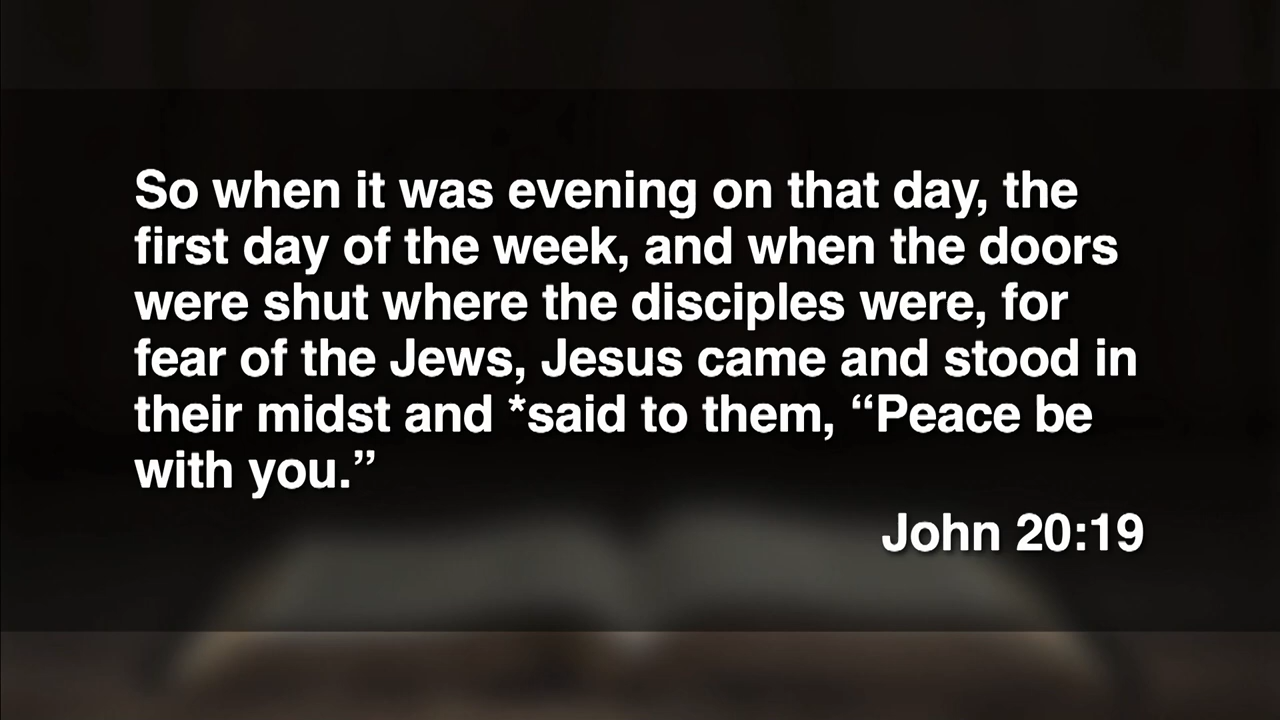 So when it was evening on that day, the
first day of the week, and when the doors
were shut where the disciples were, for
fear of the Jews, Jesus came and stood in
their midst and *said to them, “Peace be
with you.”
John 20:19